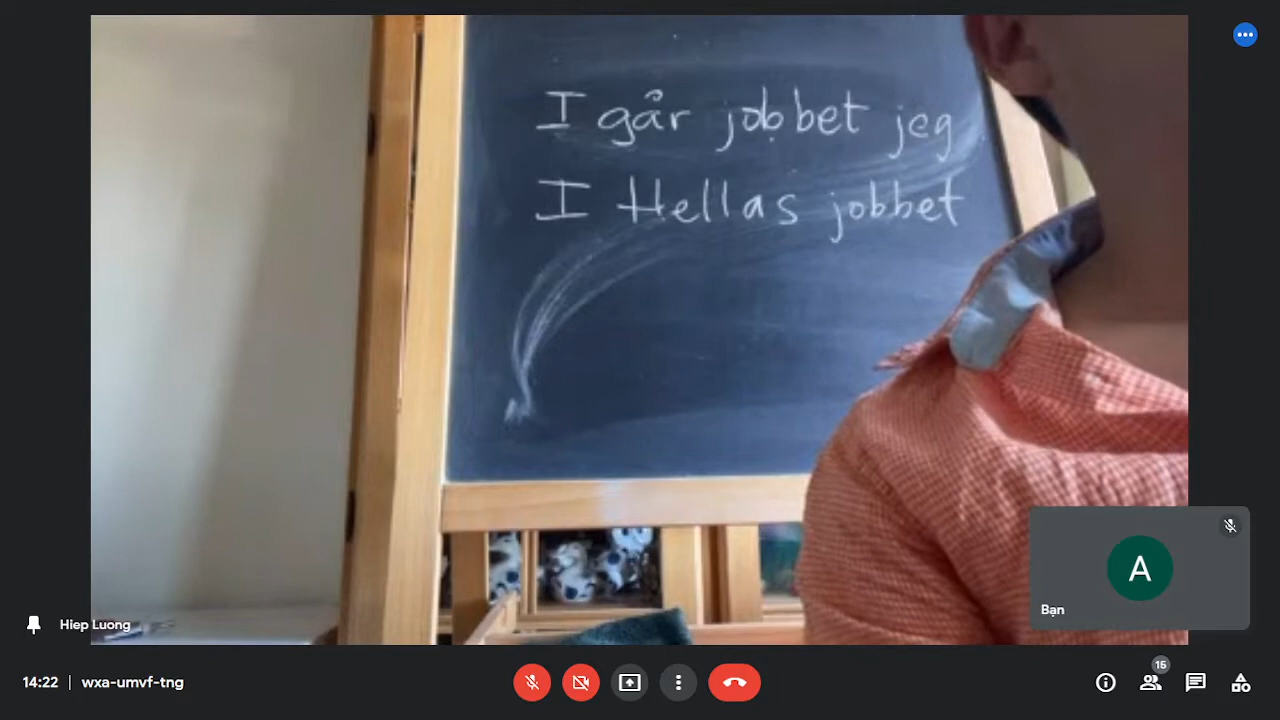 I går jobbet jeg
I Hellas jobbet
Hiep Luong
A
Bạn
14:22 | wxa-umvf-tng
15